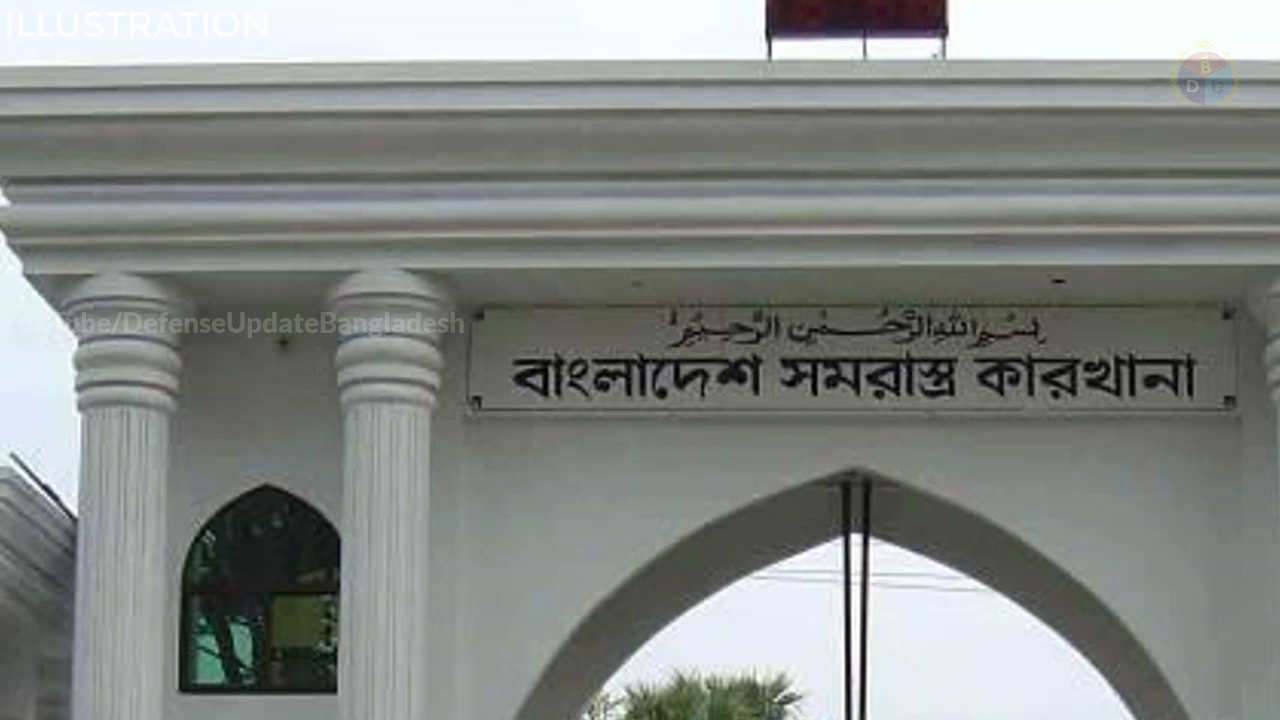 ILLUSTRATION
B
D U
be/DefenseUpdateBangladesh
بسم الله الرحمن الرحيم
বাংলাদেশ সমরাস্ত্র কারখানা